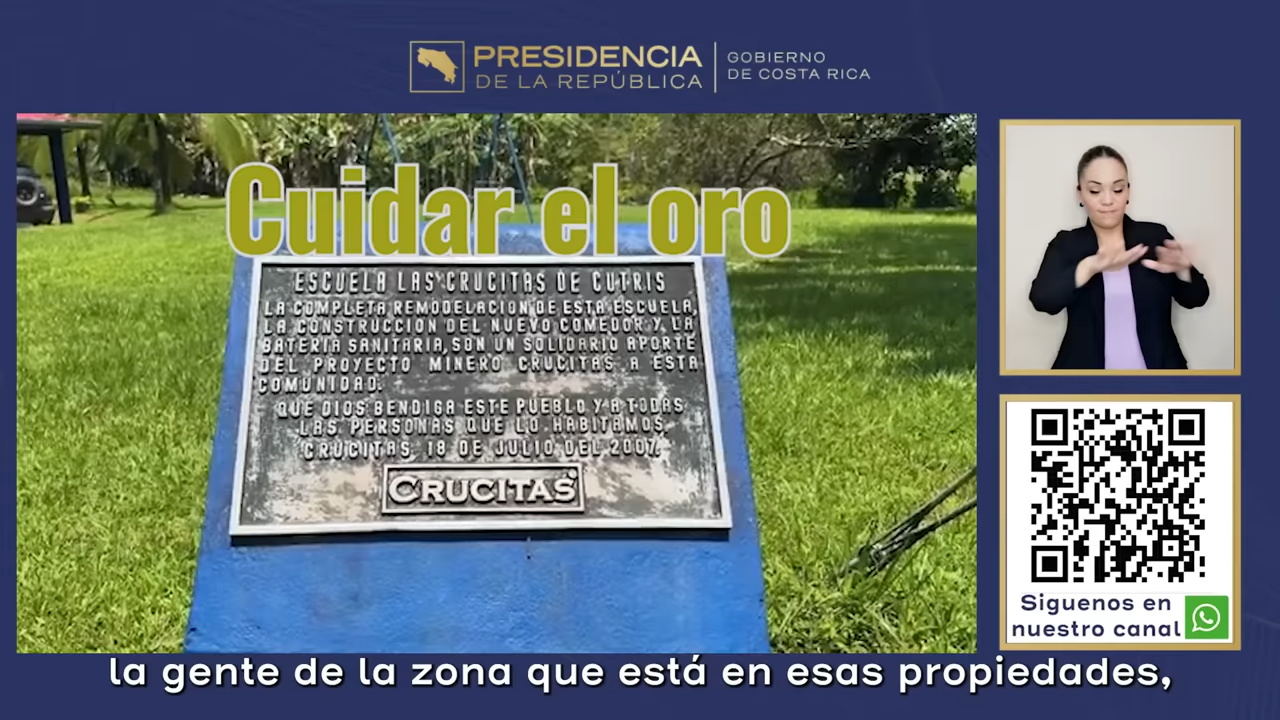 PRESIDENCIA
DE LA REPÚBLICA
GOBIERNO
DE COSTA RICA
Cuidar el oro
ESCUELA LAS CRUCITAS DE CUTRIS
LA COMPLETA REMODELACION DE ESTA ESCUELA,
LA CONSTRUCCION DEL NUEVO COMEDOR Y LA
BATERIA SANITARIA, SON UN SOLIDARIO APORTE
DEL PROYECTO MINERO CRUCITAS A ESTA
COMUNIDAD.
QUE DIOS BENDIGA ESTE PUEBLO Y A TODAS
LAS PERSONAS QUE LO HABITAMOS.
CRUCITAS, 18 DE JULIO DEL 2007.
CRUCITAS
Siguenos en
nuestro canal
la gente de la zona que está en esas propiedades,